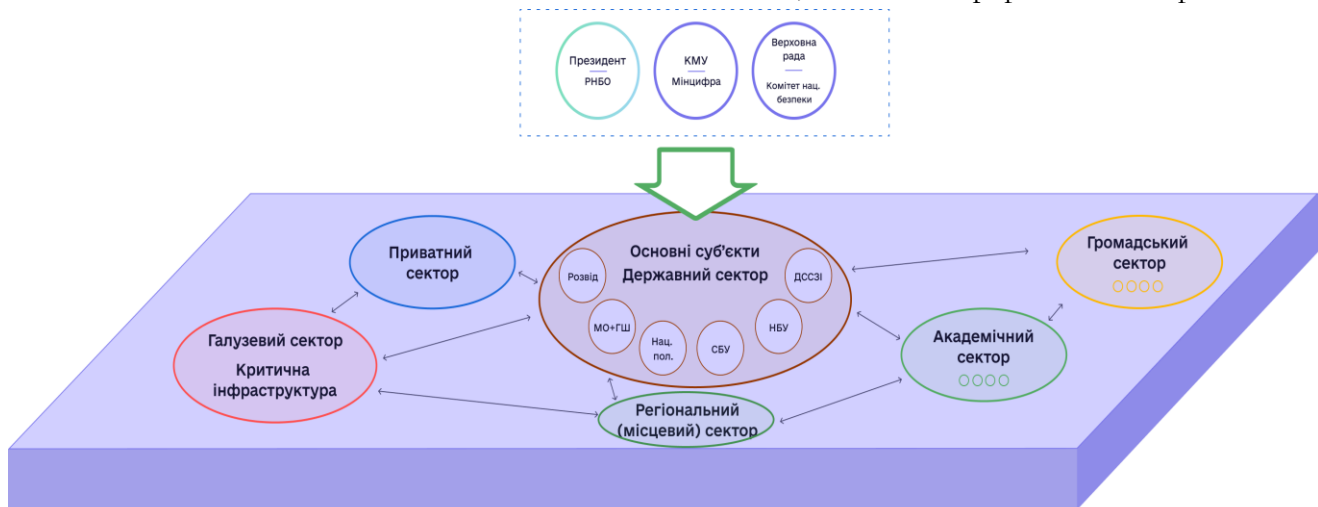 Президент
РНБО
КМУ
Мінцифра
Верховна
рада
Комітет нац.
безпеки
Приватний
сектор
Основні суб'єкти
Державний сектор
Розвід
МО+ГШ
Нац.
пол.
СБУ
НБУ
ДССЗІ
Громадський
сектор
Галузевий сектор
Критична
інфраструктура
Академічний
сектор
Регіональний
(місцевий) сектор